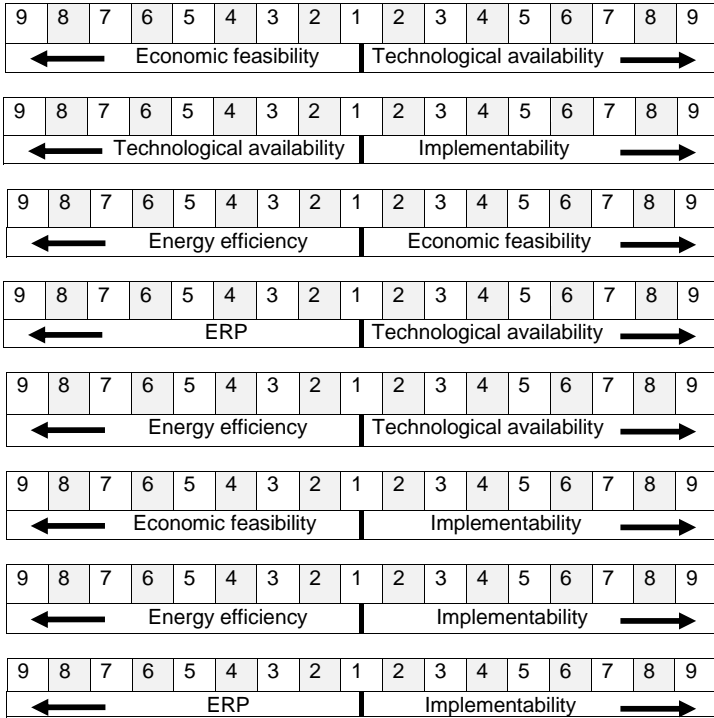 9 8 7 6 5 4 3 2 1 2 3 4 5 6 7 8 9
Economic feasibility Technological availability
9 8 7 6 5 4 3 2 1 2 3 4 5 6 7 8 9
Technological availability Implementability
9 8 7 6 5 4 3 2 1 2 3 4 5 6 7 8 9
Energy efficiency Economic feasibility
9 8 7 6 5 4 3 2 1 2 3 4 5 6 7 8 9
ERP Technological availability
9 8 7 6 5 4 3 2 1 2 3 4 5 6 7 8 9
Energy efficiency Technological availability
9 8 7 6 5 4 3 2 1 2 3 4 5 6 7 8 9
Economic feasibility Implementability
9 8 7 6 5 4 3 2 1 2 3 4 5 6 7 8 9
Energy efficiency Implementability
9 8 7 6 5 4 3 2 1 2 3 4 5 6 7 8 9
ERP Implementability